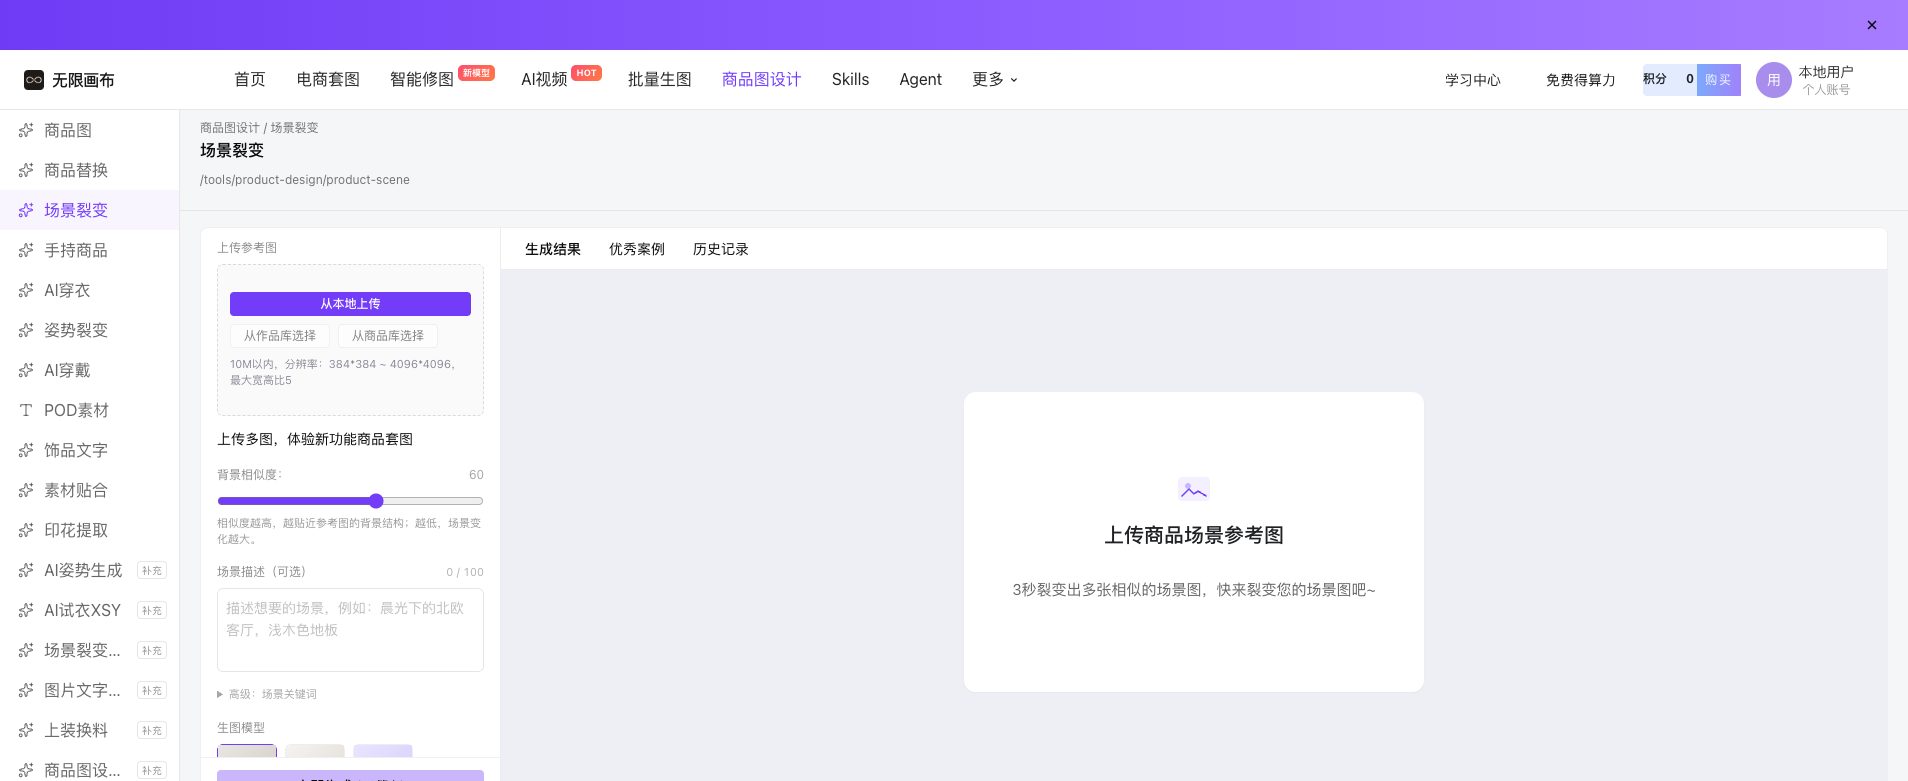 无限画布
首页
电商套图
智能修图
新模型
AI视频
HOT
批量生图
商品图设计
Skills
Agent
更多
学习中心
免费得算力
积分 0
购买
用
本地用户
个人账号
商品图
商品替换
场景裂变
手持商品
AI穿衣
姿势裂变
AI穿戴
POD素材
饰品文字
素材贴合
印花提取
AI姿势生成 补充
AI试衣XSY 补充
场景裂变... 补充
图片文字... 补充
上装换料 补充
商品图设... 补充
商品图设计 / 场景裂变
场景裂变
/tools/product-design/product-scene
上传参考图
从本地上传
从作品库选择
从商品库选择
10M以内，分辨率：384*384 ~ 4096*4096，
最大宽高比5
上传多图，体验新功能商品套图
背景相似度：
60
相似度越高，越贴近参考图的背景结构；越低，场景变
化越大。
场景描述（可选）
0 / 100
描述想要的场景，例如：晨光下的北欧
客厅，浅木色地板
高级：场景关键词
生图模型
生成结果
优秀案例
历史记录
上传商品场景参考图
3秒裂变出多张相似的场景图，快来裂变您的场景图吧~